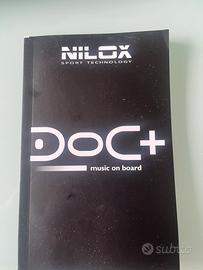 NILOX
SPORT TECHNOLOGY
DOC+
music on board
subito